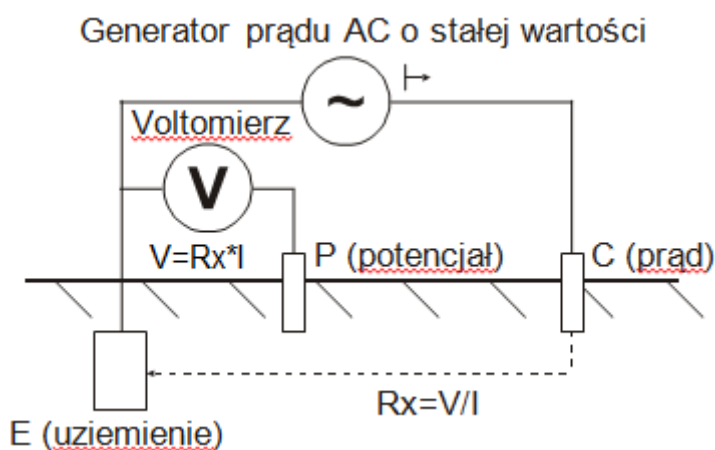 Generator prądu AC o stałej wartości
~
Voltomierz
V
V=Rx*I
P (potencjał)
C (prąd)
Rx=V/I
E (uziemienie)